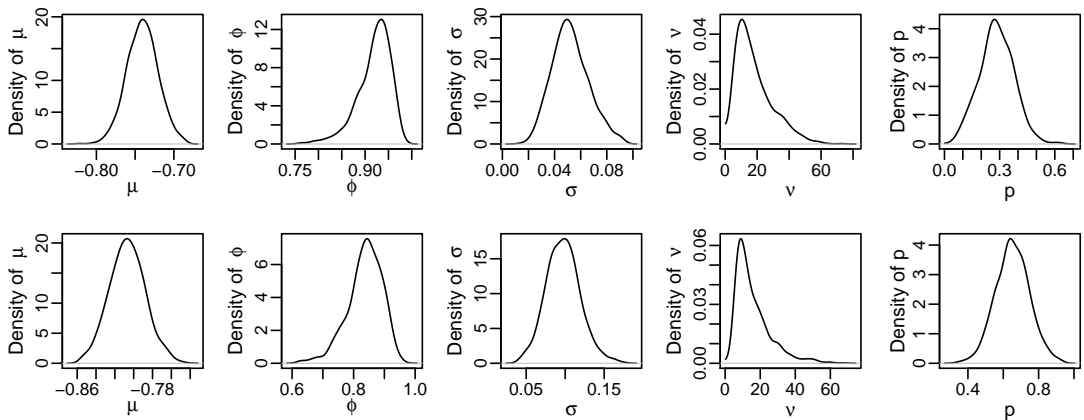 Density of μ
0 5 10 15 20
−0.80 −0.70
μ
Density of ϕ
0 4 8 12
0.75 0.90
ϕ
Density of σ
0 5 10 20 30
0.00 0.04 0.08
σ
Density of ν
0.00 0.02 0.04
0 20 60
ν
Density of p
0 1 2 3 4
0.0 0.3 0.6
p
Density of μ
0 5 10 20
−0.86 −0.78
μ
Density of ϕ
0 2 4 6
0.6 0.8 1.0
ϕ
Density of σ
0 5 10 15
0.05 0.15
σ
Density of ν
0.00 0.03 0.06
0 20 40 60
ν
Density of p
0 1 2 3 4
0.4 0.8
p